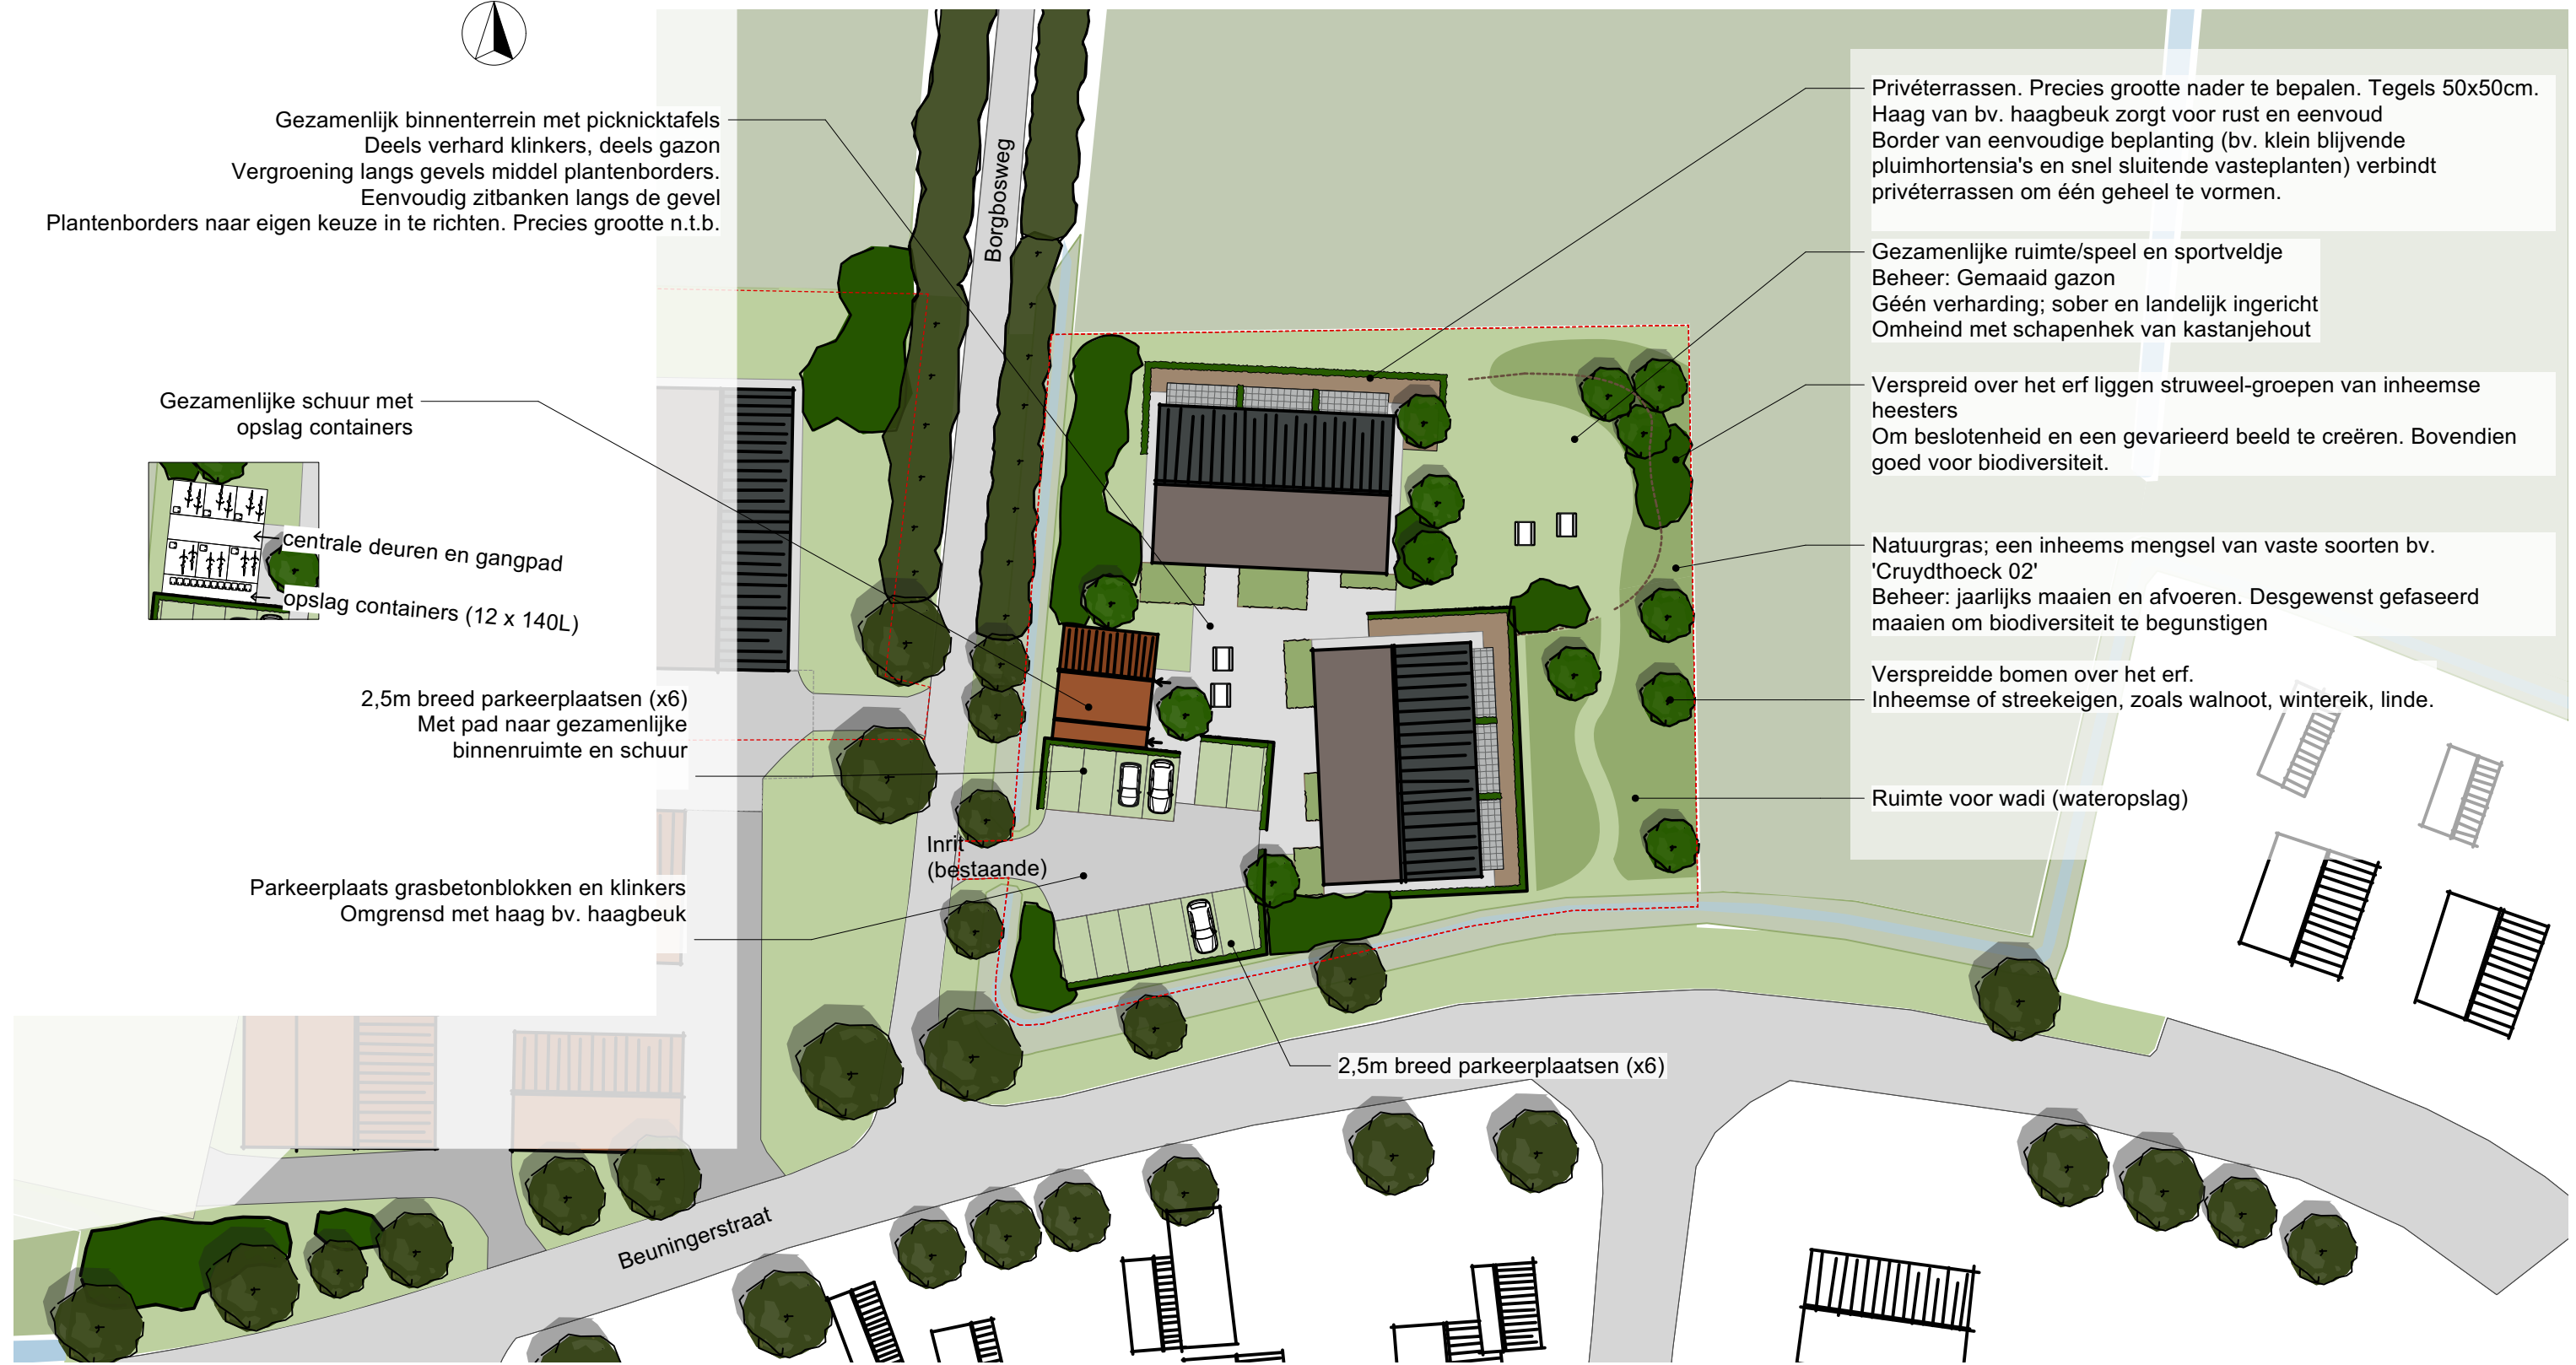 Gezamenlijk binnenterrein met picknicktafels
Deels verhard klinkers, deels gazon
Vergroening langs gevels middel plantenborders.
Eenvoudig zitbanken langs de gevel
Plantenborders naar eigen keuze in te richten. Precies grootte n.t.b.
Gezamenlijke schuur met
opslag containers
centrale deuren en gangpad
opslag containers (12 x 140L)
2,5m breed parkeerplaatsen (x6)
Met pad naar gezamenlijke
binnenruimte en schuur
Parkeerplaats grasbetonblokken en klinkers
Omgrensd met haag bv. haagbeuk
Borgbosweg
Inrit
(bestaande)
Beuningerstraat
2,5m breed parkeerplaatsen (x6)
Privéterrassen. Precies grootte nader te bepalen. Tegels 50x50cm.
Haag van bv. haagbeuk zorgt voor rust en eenvoud
Border van eenvoudige beplanting (bv. klein blijvende
pluimhortensia's en snel sluitende vasteplanten) verbindt
privéterrassen om één geheel te vormen.
Gezamenlijke ruimte/speel en sportveldje
Beheer: Gemaaid gazon
Géén verharding; sober en landelijk ingericht
Omheind met schapenhek van kastanjehout
Verspreid over het erf liggen struweel-groepen van inheemse
heesters
Om beslotenheid en een gevarieerd beeld te creëren. Bovendien
goed voor biodiversiteit.
Natuurgras; een inheems mengsel van vaste soorten bv.
'Cruydthoeck 02'
Beheer: jaarlijks maaien en afvoeren. Desgewenst gefaseerd
maaien om biodiversiteit te begunstigen
Verspreidde bomen over het erf.
Inheemse of streekeigen, zoals walnoot, wintereik, linde.
Ruimte voor wadi (wateropslag)